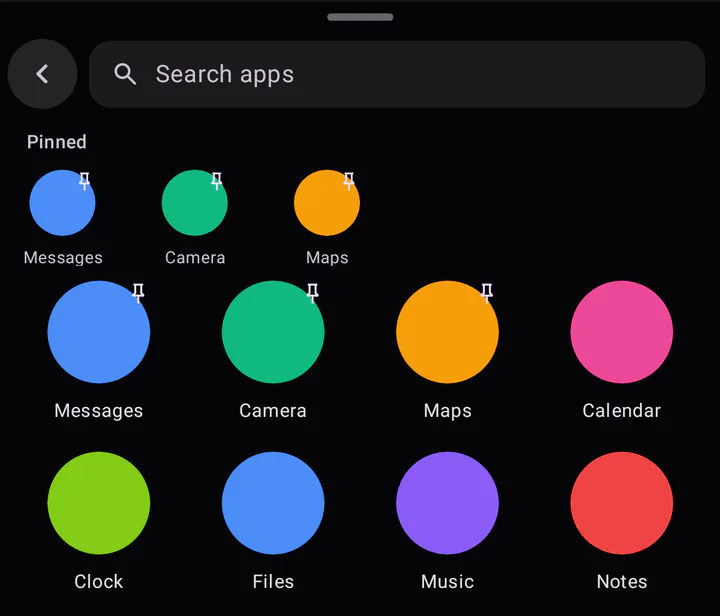 Search apps
Pinned
Messages Camera Maps
Messages Camera Maps Calendar
Clock Files Music Notes